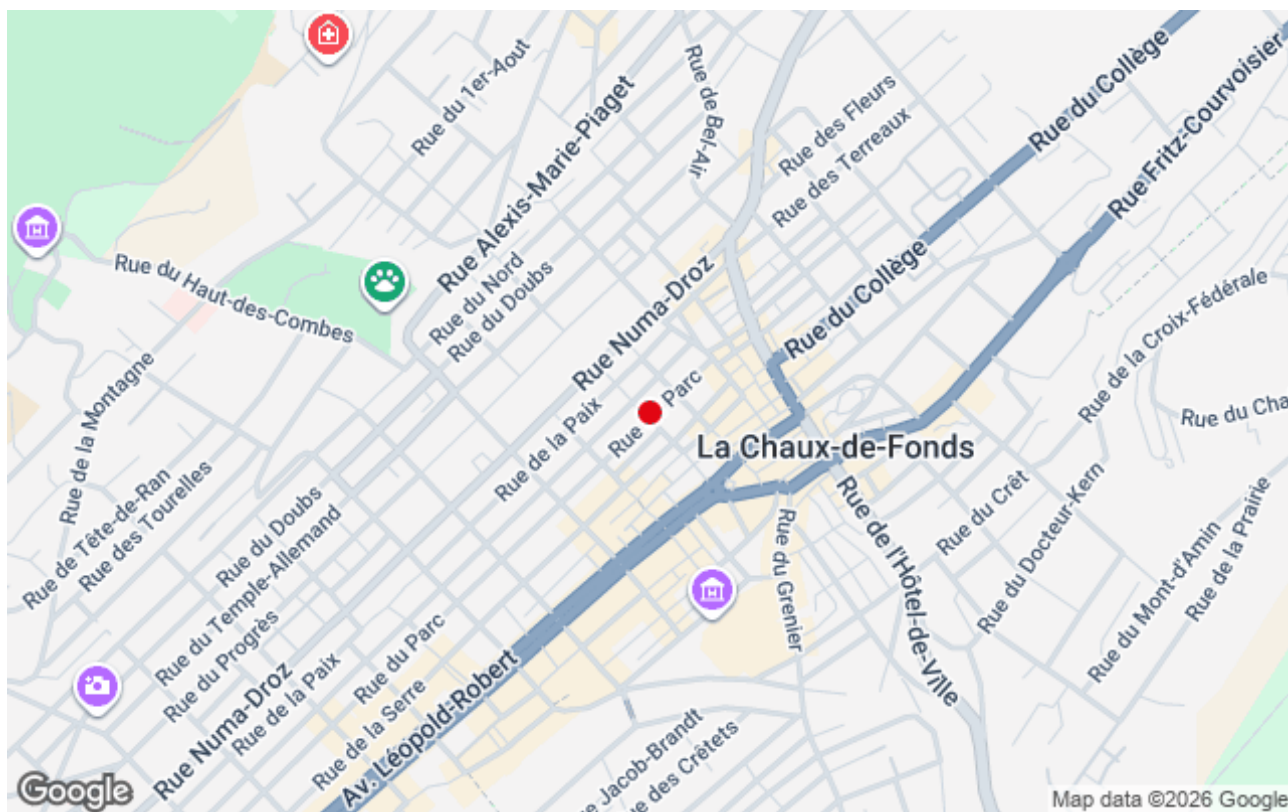 Rue du 1er-Aout
Rue de Bel-Air
Rue du Collège
Rue Fritz-Courvoisier
Rue des Fleurs
Rue des Terreaux
Rue Alexis-Marie-Piaget
Rue du Haut-des-Combes
Rue du Nord
Rue du Doubs
Rue Numa-Droz
Rue du Collège
Rue de la Croix-Fédérale
Rue du Cha
Rue de la Montagne
Rue de la Paix
Rue
Parc
La Chaux-de-Fonds
Rue de Tête-de-Ran
Rue des Tourelles
Rue du Doubs
Rue du Temple-Allemand
Rue du Progrès
Rue Numa-Droz
Rue de la Paix
Rue du Parc
Rue de la Serre
Av. Léopold-Robert
Rue du Grenier
Rue de l'Hôtel-de-Ville
Rue du Crêt
Rue du Docteur-Kern
Rue du Mont-d'Amin
Rue de la Prairie
Rue Jacob-Brandt
Rue des Crêtets
Google
Map data ©2026 Google